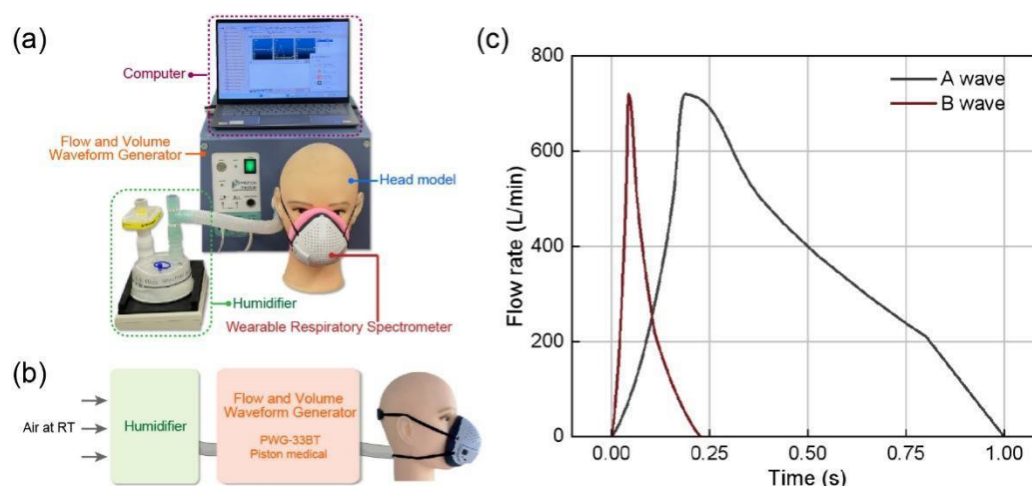 (a)
Computer
Flow and Volume
Waveform Generator
Head model
Humidifier
Wearable Respiratory Spectrometer
(b)
Air at RT
Humidifier
Flow and Volume
Waveform Generator
PWG-33BT
Piston medical
(c)
800
600
400
200
0
Flow rate (L/min)
A wave
B wave
0.00 0.25 0.50 0.75 1.00
Time (s)